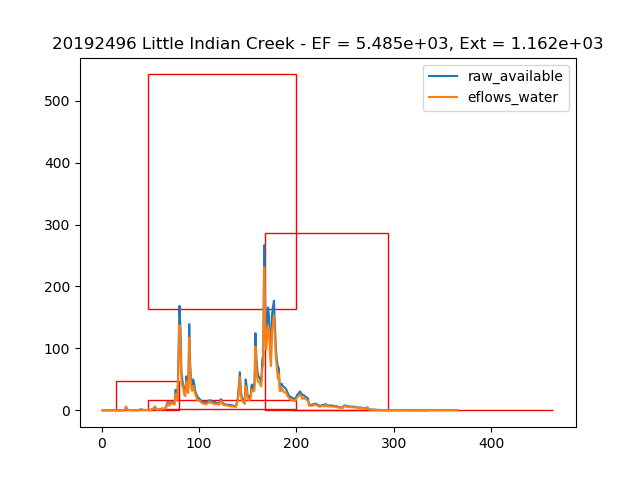 20192496 Little Indian Creek - EF = 5.485e+03, Ext = 1.162e+03
raw_available
eflows_water
500
400
300
200
100
0
0 100 200 300 400